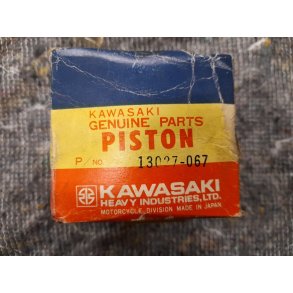 KAWASAKI
GENUINE PARTS
PISTON
P/NO. 13027-067
KAWASAKI
HEAVY INDUSTRIES, LTD.
MOTORCYCLE DIVISION MADE IN JAPAN